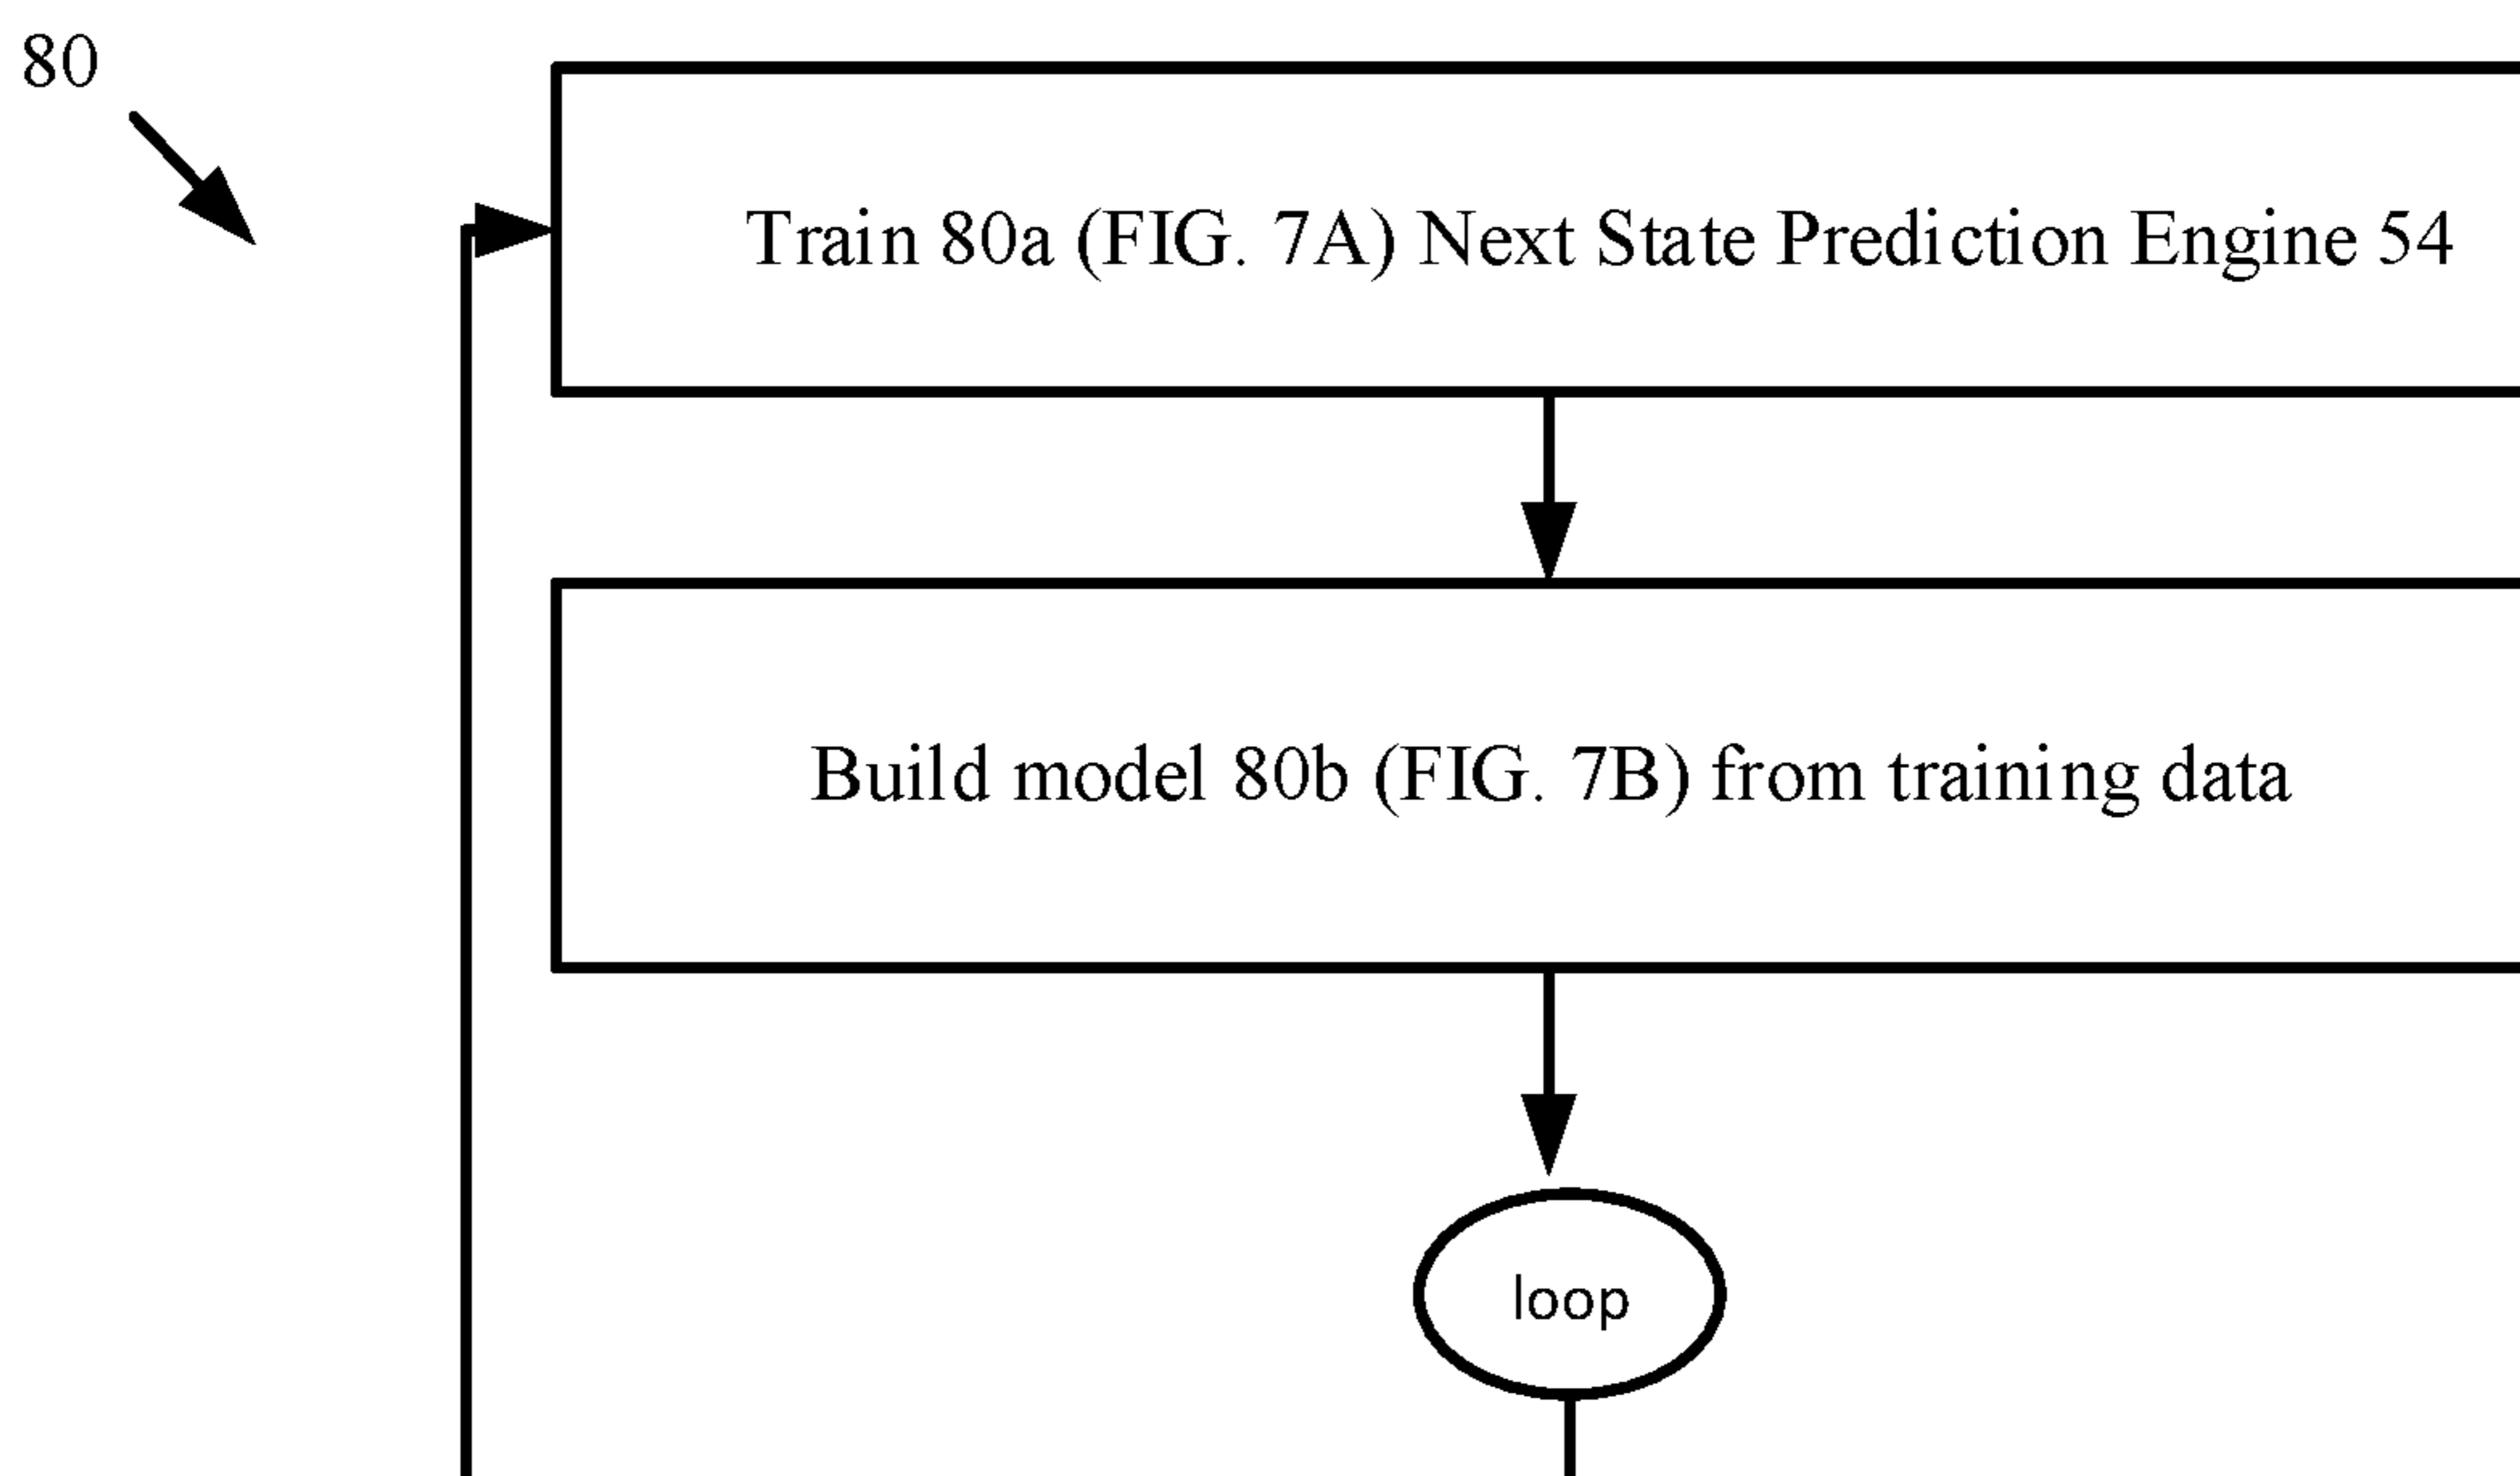 80
Train 80a (FIG. 7A) Next State Prediction Engine 54
Build model 80b (FIG. 7B) from training data
loop